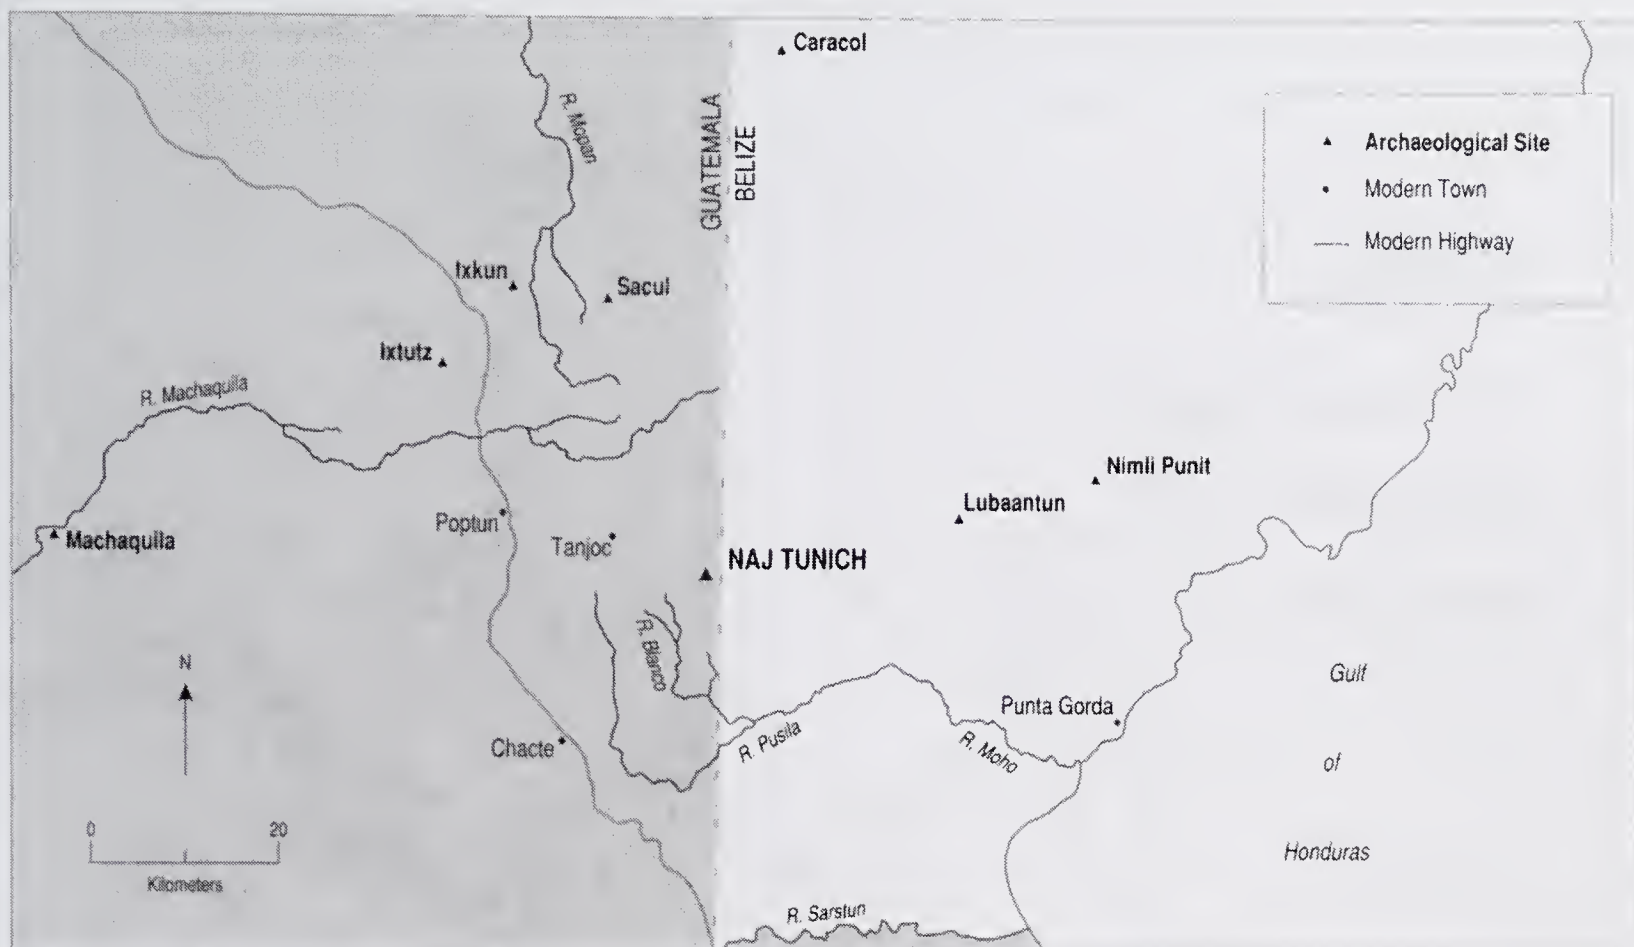 Caracol
R. Mopan
GUATEMALA
BELIZE
Archaeological Site
Modern Town
Modern Highway
Ixkun
Sacul
Ixtutz
R. Machaquila
Nimli Punit
Lubaantun
Poptun
Machaquila
Tanjoc
NAJ TUNICH
R. Blanco
N
Gulf
of
Honduras
Punta Gorda
Chacte
R. Pusila
R. Moho
0 20
Kilometers
R. Sarstun